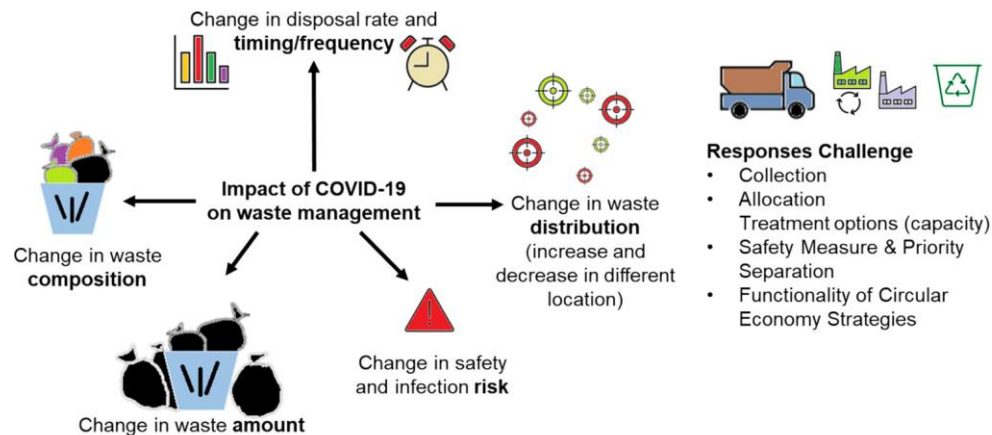 Change in disposal rate and
timing/frequency
Impact of COVID-19
on waste management
Change in waste
composition
Change in waste amount
Change in safety
and infection risk
Change in waste
distribution
(increase and
decrease in different
location)
Responses Challenge
• Collection
• Allocation
Treatment options (capacity)
• Safety Measure & Priority
Separation
• Functionality of Circular
Economy Strategies